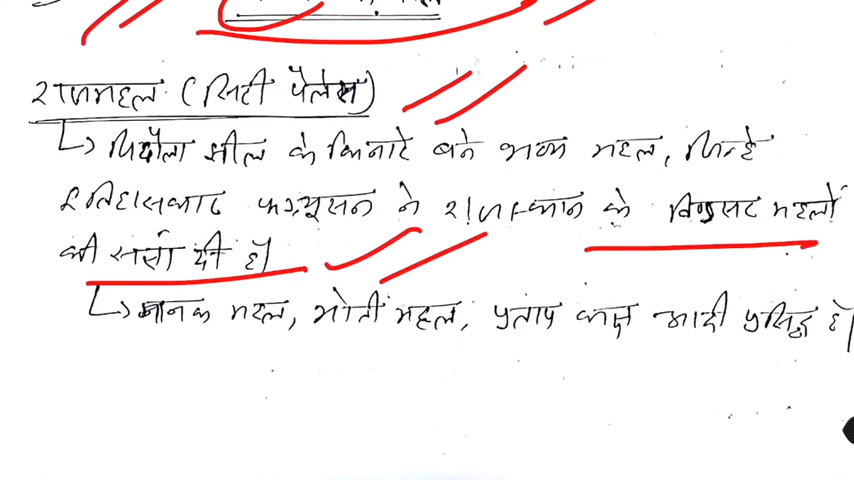 राजमहल (सिटी पैलेस)
↳ पिछौला झील के किनारे बने भव्य महल, जिन्हे
इतिहासकार फर्ग्यूसन ने राजस्थान के विण्डसर महलों
की संज्ञा दी है।
↳ मानक महल, मोती महल, प्रताप कक्ष आदी प्रसिद्ध है।